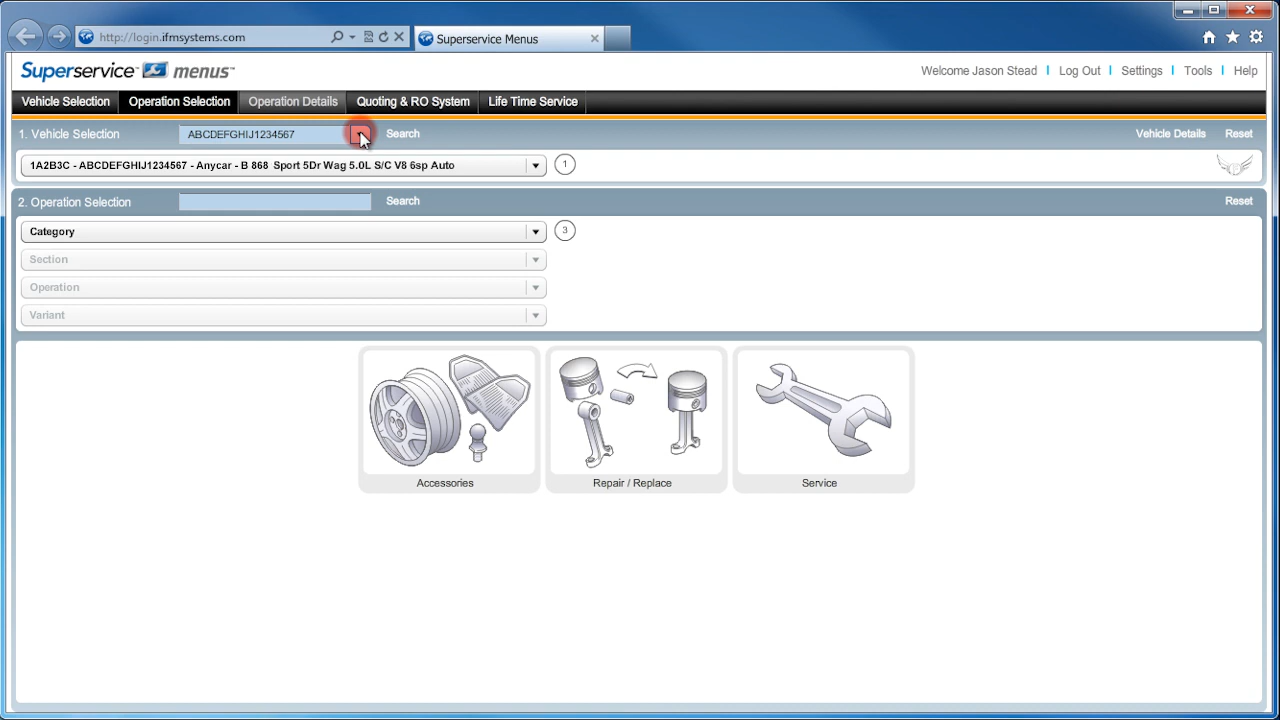 http://login.ifmsystems.com
Superservice Menus
Superservice™ menus™
Welcome Jason Stead
Log Out
Settings
Tools
Help
Vehicle Selection
Operation Selection
Operation Details
Quoting & RO System
Life Time Service
1. Vehicle Selection
ABCDEFGHIJ1234567
Search
Vehicle Details
Reset
1A2B3C - ABCDEFGHIJ1234567 - Anycar - B 868 Sport 5Dr Wag 5.0L S/C V8 6sp Auto
1
2. Operation Selection
Search
Reset
Category
3
Section
Operation
Variant
Accessories
Repair / Replace
Service